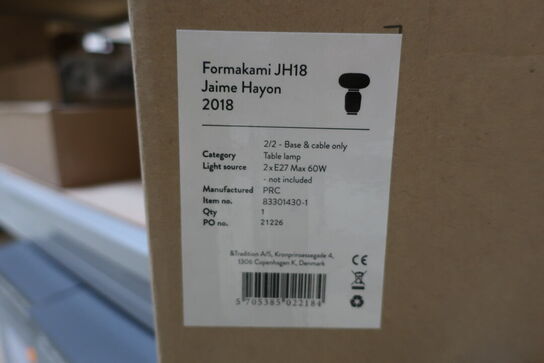 Formakami JH18
Jaime Hayon
2018
2/2 - Base & cable only
Category Table lamp
Light source 2xE27 Max 60W
- not included
Manufactured PRC
Item no. 83301430-1
Qty 1
PO no. 21226
&Tradition A/S, Kronprinsessegade 4,
1306 Copenhagen K, Denmark
CE
5 705385 022184